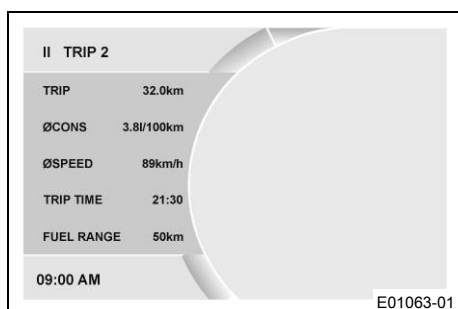 II TRIP 2
TRIP 32.0km
ØCONS 3.8l/100km
ØSPEED 89km/h
TRIP TIME 21:30
FUEL RANGE 50km
09:00 AM
E01063-01